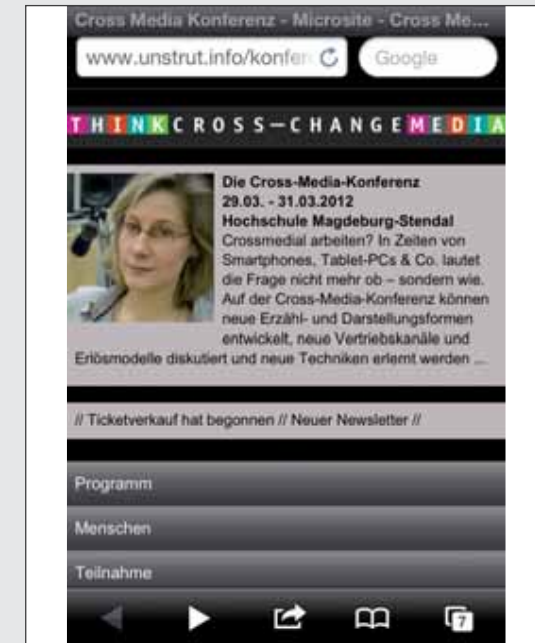 Cross Media Konferenz - Microsite - Cross Me...
www.unstrut.info/konfer
Google
THINKCROSS–CHANGEMEDIA
Die Cross-Media-Konferenz
29.03. - 31.03.2012
Hochschule Magdeburg-Stendal
Crossmedial arbeiten? In Zeiten von
Smartphones, Tablet-PCs & Co. lautet
die Frage nicht mehr ob – sondern wie.
Auf der Cross-Media-Konferenz können
neue Erzähl- und Darstellungsformen
entwickelt, neue Vertriebskanäle und
Erlösmodelle diskutiert und neue Techniken erlernt werden ...
// Ticketverkauf hat begonnen // Neuer Newsletter //
Programm
Menschen
Teilnahme
7